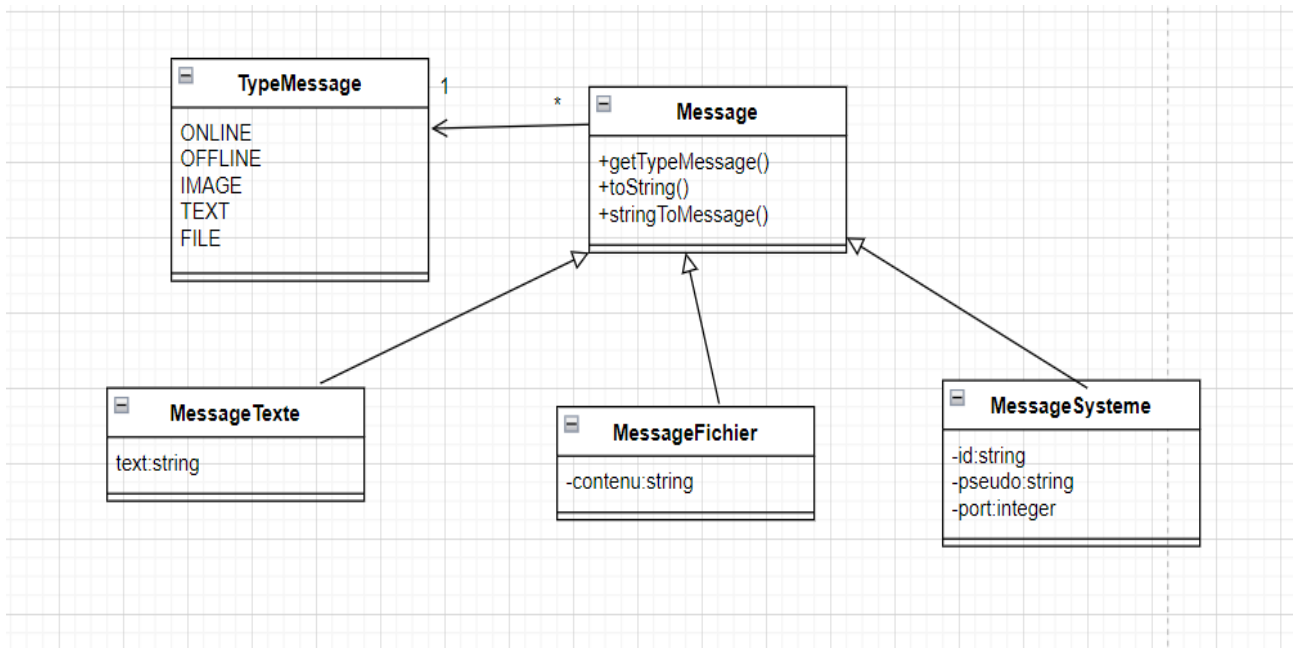 TypeMessage
ONLINE
OFFLINE
IMAGE
TEXT
FILE
1
*
Message
+getTypeMessage()
+toString()
+stringToMessage()
MessageTexte
text:string
MessageFichier
-contenu:string
MessageSysteme
-id:string
-pseudo:string
-port:integer